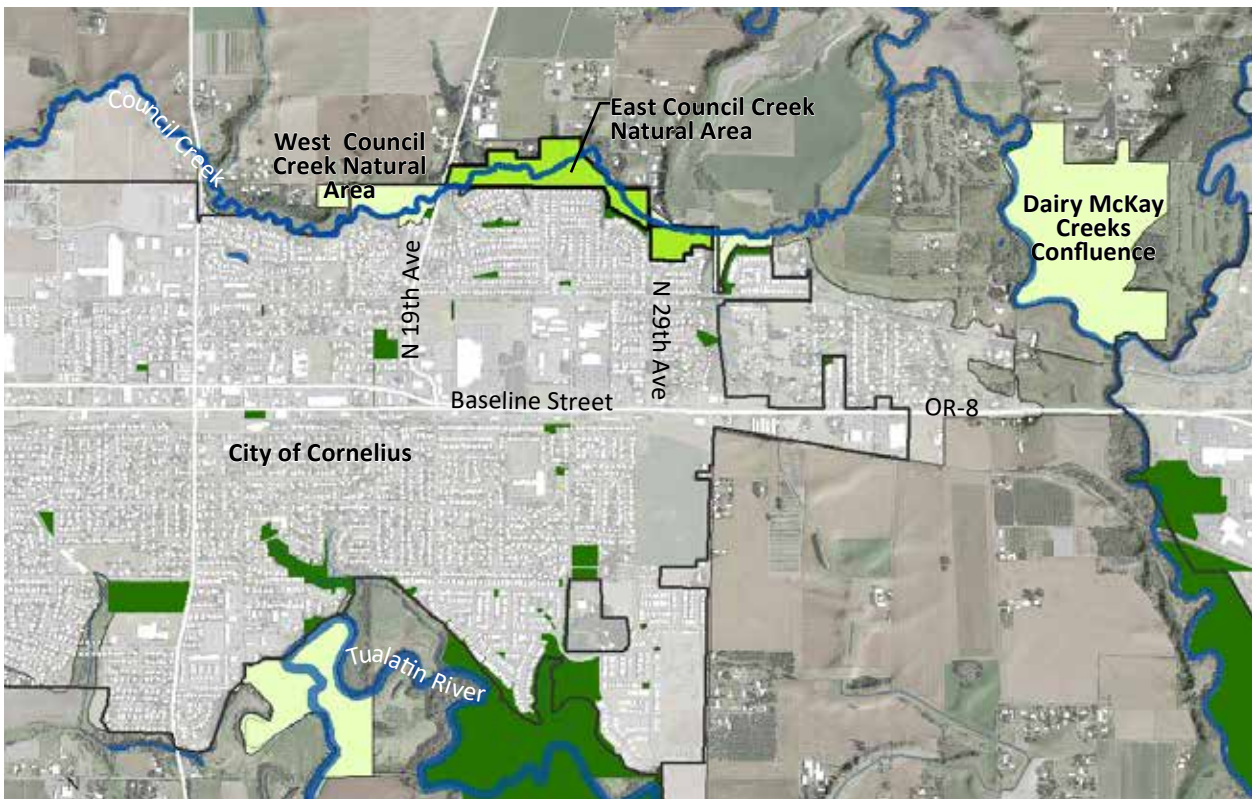 Council Creek
West Council
Creek Natural
Area
East Council Creek
Natural Area
Dairy McKay
Creeks
Confluence
N 19th Ave
N 29th Ave
Baseline Street
OR-8
City of Cornelius
Tualatin River